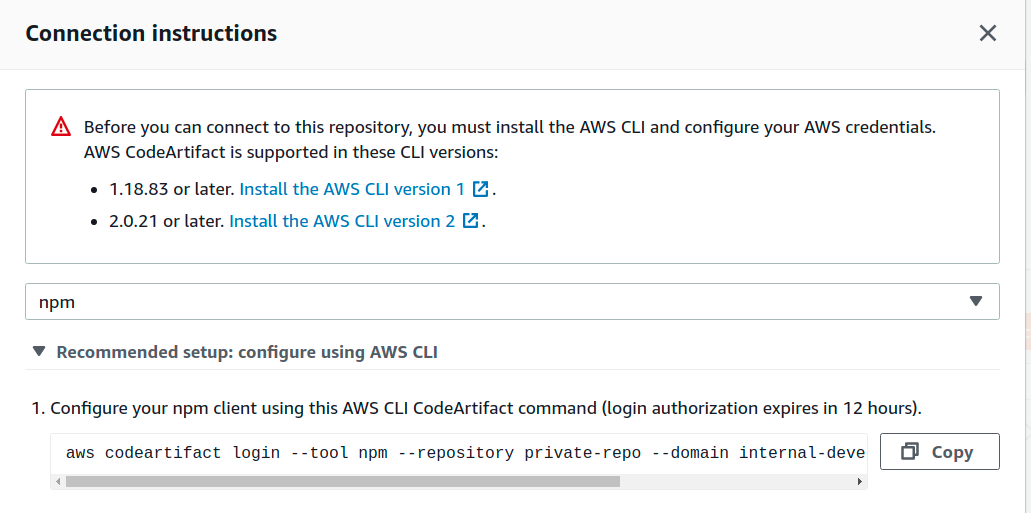 Connection instructions
Before you can connect to this repository, you must install the AWS CLI and configure your AWS credentials.
AWS CodeArtifact is supported in these CLI versions:
• 1.18.83 or later. Install the AWS CLI version 1.
• 2.0.21 or later. Install the AWS CLI version 2.
npm
Recommended setup: configure using AWS CLI
1. Configure your npm client using this AWS CLI CodeArtifact command (login authorization expires in 12 hours).
aws codeartifact login --tool npm --repository private-repo --domain internal-deve
Copy